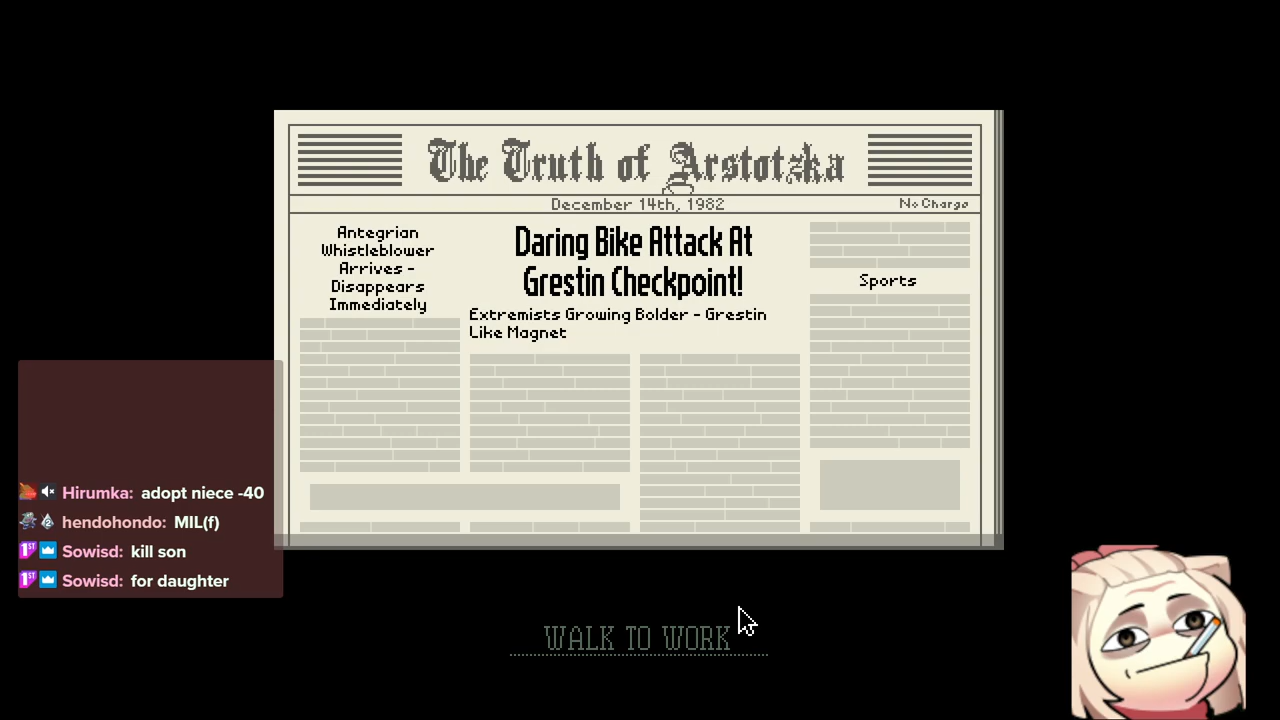 The Truth of Arstotzka
December 14th, 1982
No Charge
Antegrian
Whistleblower
Arrives -
Disappears
Immediately
Daring Bike Attack At
Grestin Checkpoint!
Extremists Growing Bolder - Grestin
Like Magnet
Sports
Hirumka: adopt niece -40
hendohondo: MIL(f)
1ST Sowisd: kill son
1ST Sowisd: for daughter
WALK TO WORK